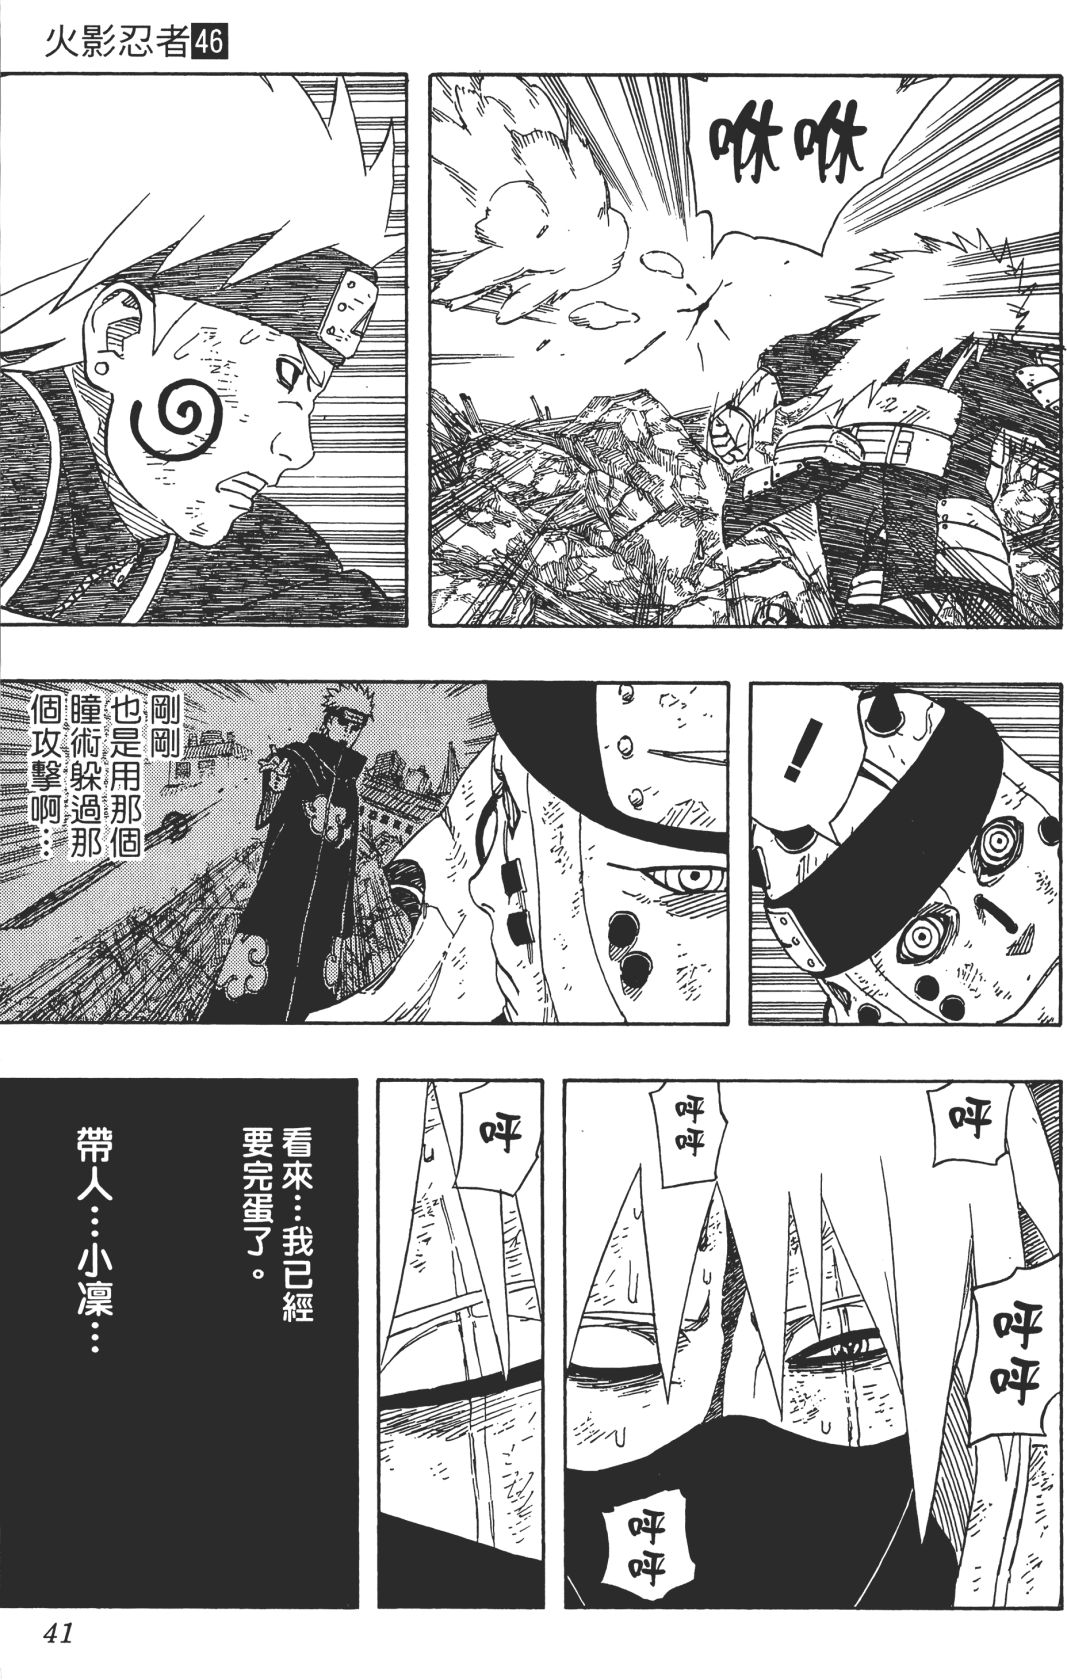 火影忍者46
咻咻
!
剛剛
也是用那個
瞳術躲過那
個攻擊啊…
呼
呼呼
呼呼
呼呼
呼
看來…我已經
要完蛋了。
帶人…小凜…
41